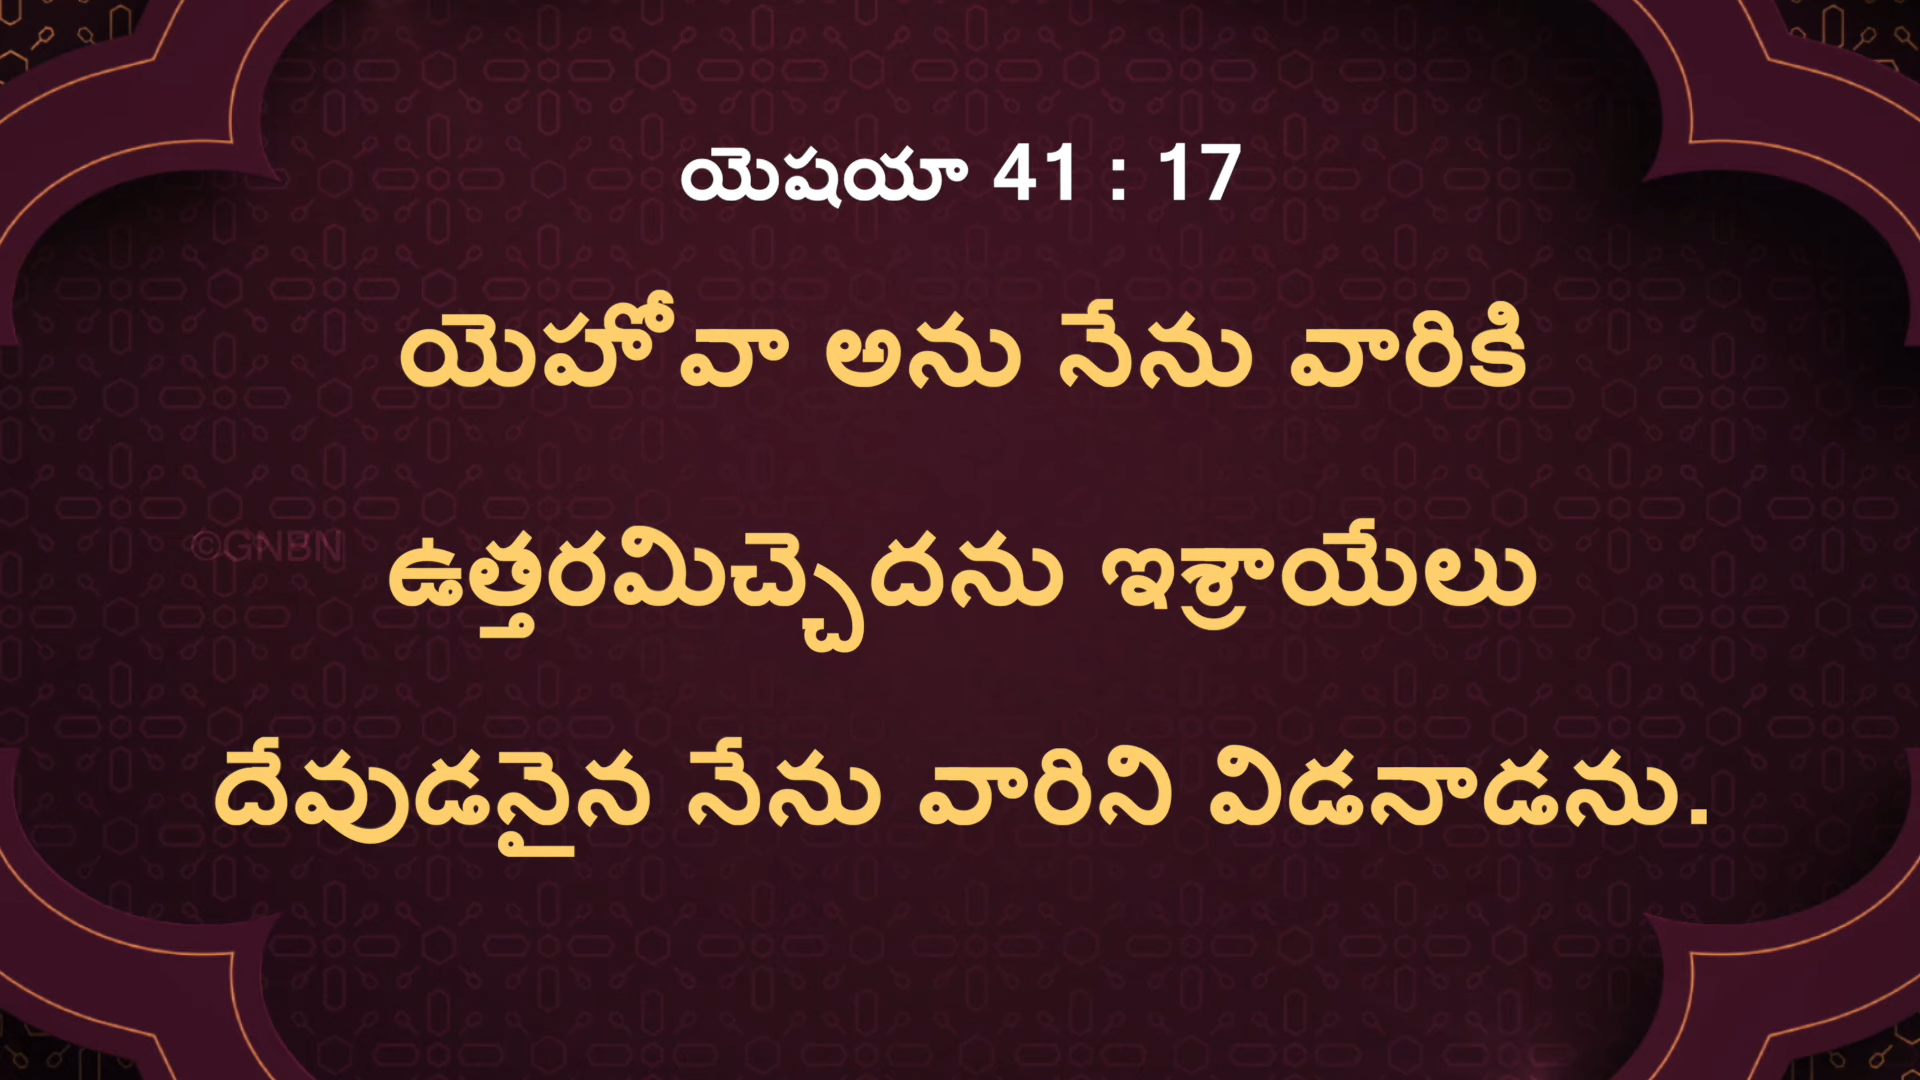 యెషయా 41 : 17
యెహోవా అను నేను వారికి
ఉత్తరమిచ్చెదను ఇశ్రాయేలు
©GNBN
దేవుడనైన నేను వారిని విడనాడను.